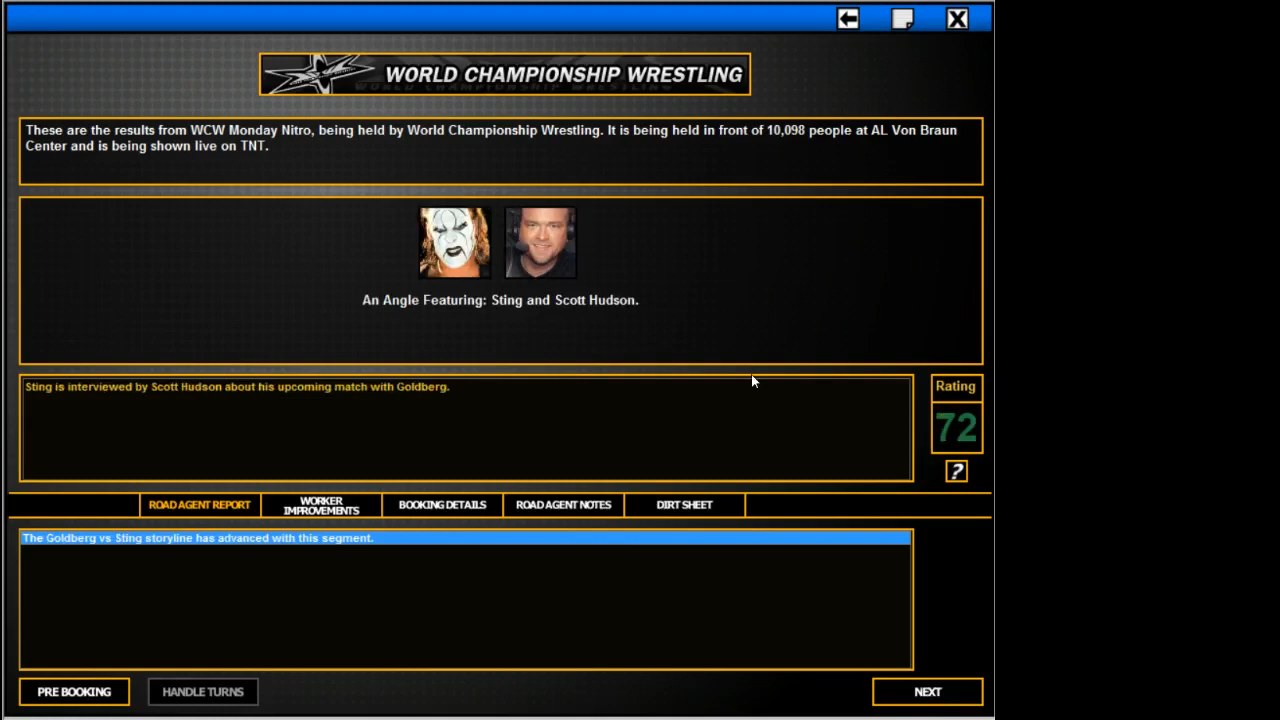 WORLD CHAMPIONSHIP WRESTLING
These are the results from WCW Monday Nitro, being held by World Championship Wrestling. It is being held in front of 10,098 people at AL Von Braun
Center and is being shown live on TNT.
An Angle Featuring: Sting and Scott Hudson.
Sting is interviewed by Scott Hudson about his upcoming match with Goldberg.
Rating
72
?
ROAD AGENT REPORT
WORKER
IMPROVEMENTS
BOOKING DETAILS
ROAD AGENT NOTES
DIRT SHEET
The Goldberg vs Sting storyline has advanced with this segment.
PRE BOOKING
HANDLE TURNS
NEXT